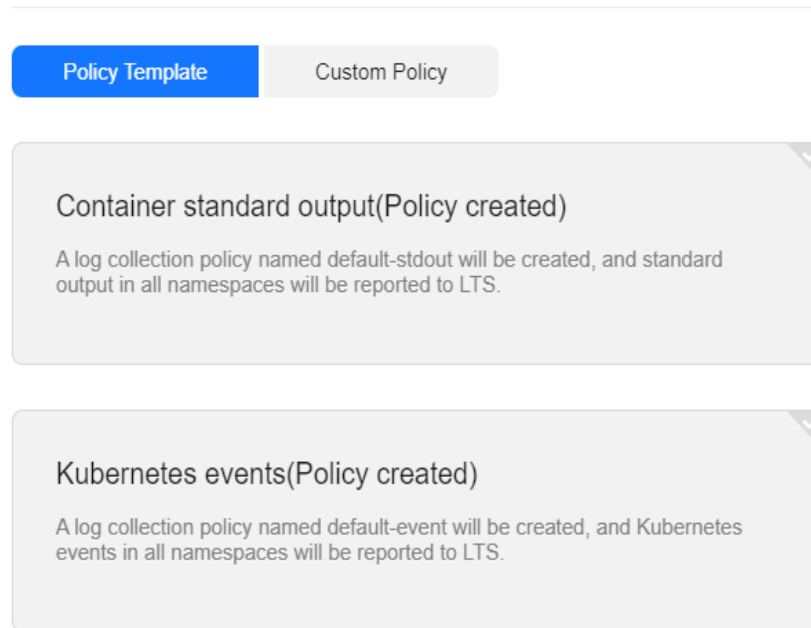 Policy Template Custom Policy
Container standard output(Policy created)
A log collection policy named default-stdout will be created, and standard
output in all namespaces will be reported to LTS.
Kubernetes events(Policy created)
A log collection policy named default-event will be created, and Kubernetes
events in all namespaces will be reported to LTS.